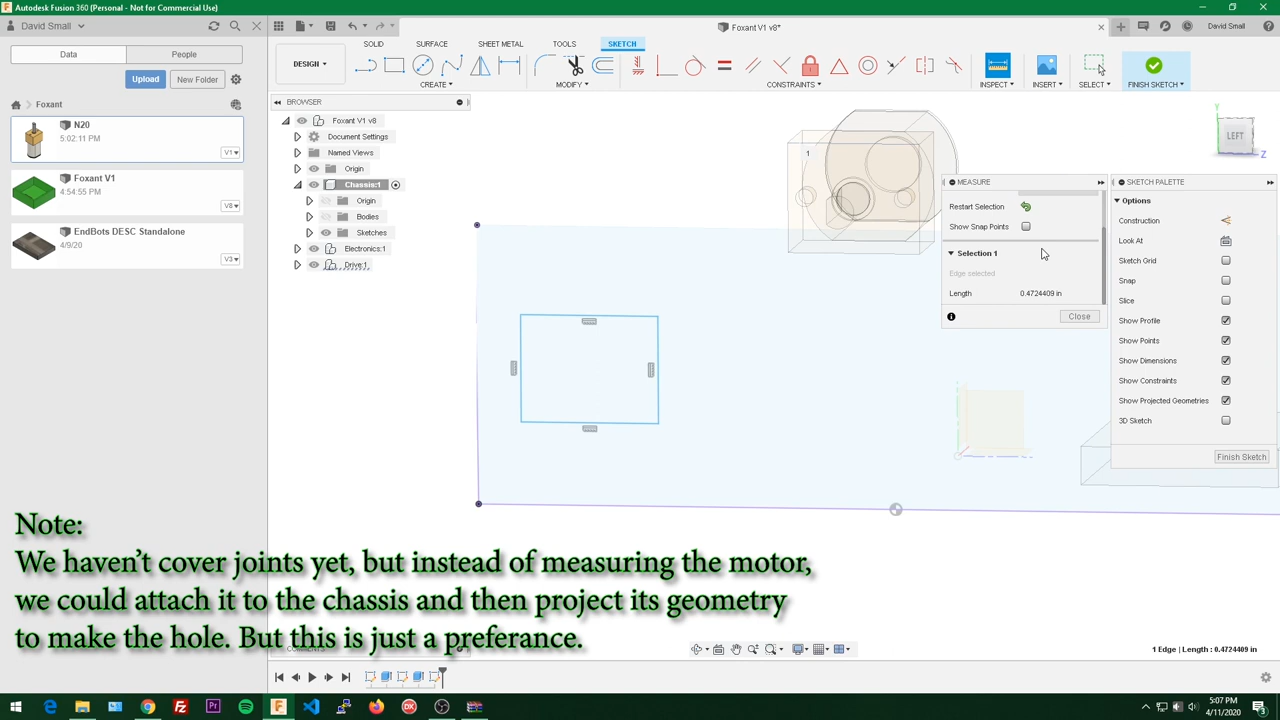 Autodesk Fusion 360 (Personal - Not for Commercial Use)
David Small
Foxant V1 v8*
David Small
Data
People
Upload
New Folder
Foxant
N20
5:02:11 PM
V1
Foxant V1
4:54:55 PM
V8
EndBots DESC Standalone
4/9/20
V3
SOLID
SURFACE
SHEET METAL
TOOLS
SKETCH
DESIGN
CREATE
MODIFY
CONSTRAINTS
INSPECT
INSERT
SELECT
FINISH SKETCH
BROWSER
Foxant V1 v8
Document Settings
Named Views
Origin
Chassis:1
Origin
Bodies
Sketches
Electronics:1
Drive:1
1
LEFT
Y
Z
MEASURE
Restart Selection
Show Snap Points
Selection 1
Edge selected
Length 0.4724409 in
Close
SKETCH PALETTE
Options
Construction
Look At
Sketch Grid
Snap
Slice
Show Profile
Show Points
Show Dimensions
Show Constraints
Show Projected Geometries
3D Sketch
Finish Sketch
Note:
We haven't cover joints yet, but instead of measuring the motor,
we could attach it to the chassis and then project its geometry
to make the hole. But this is just a preferance.
COMMENTS
1 Edge | Length : 0.4724409 in
5:07 PM
4/11/2020